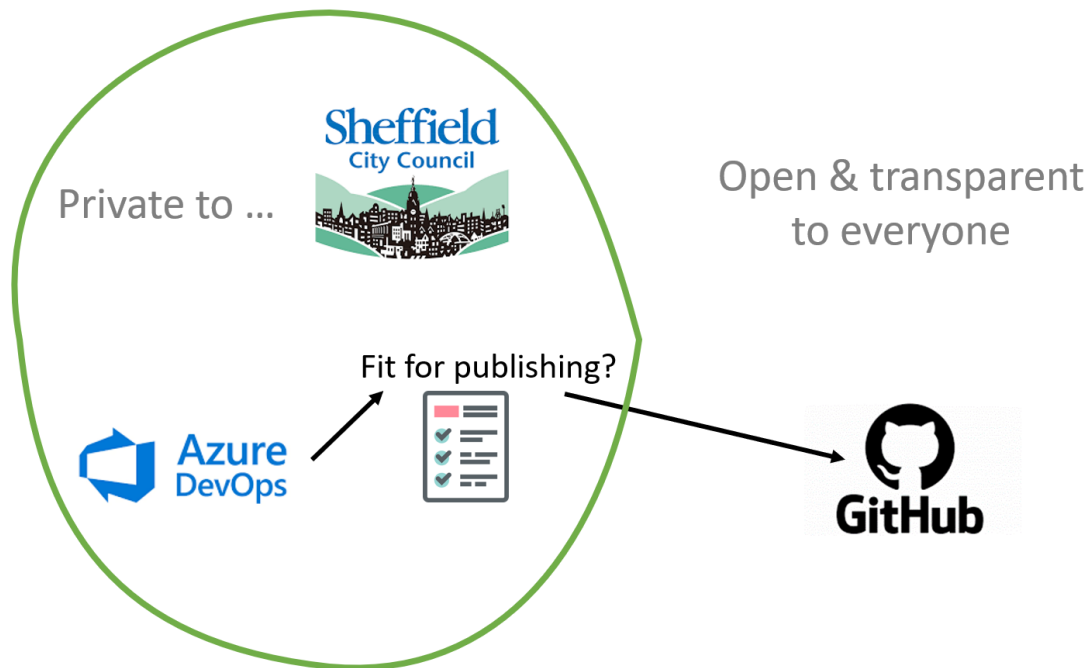 Sheffield
City Council
Private to ...
Open & transparent
to everyone
Fit for publishing?
Azure
DevOps
GitHub